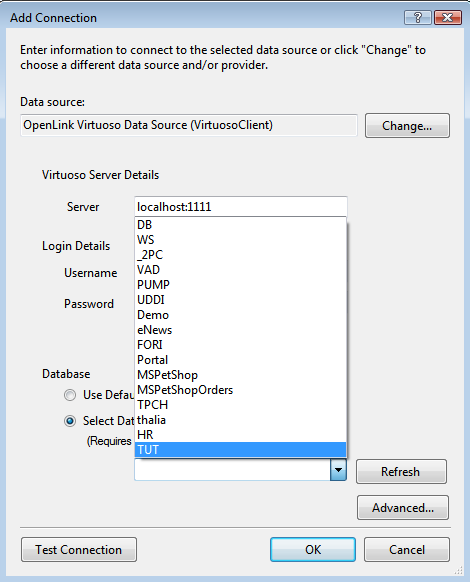 Add Connection
Enter information to connect to the selected data source or click "Change" to
choose a different data source and/or provider.
Data source:
OpenLink Virtuoso Data Source (VirtuosoClient)
Change...
Virtuoso Server Details
Server
localhost:1111
DB
WS
Login Details
_2PC
VAD
Username
PUMP
UDDI
Password
Demo
eNews
FORI
Portal
Database
MSPetShop
MSPetShopOrders
Use Defau
TPCH
Select Dat
thalia
(Requires
HR
TUT
Refresh
Advanced...
Test Connection
OK
Cancel